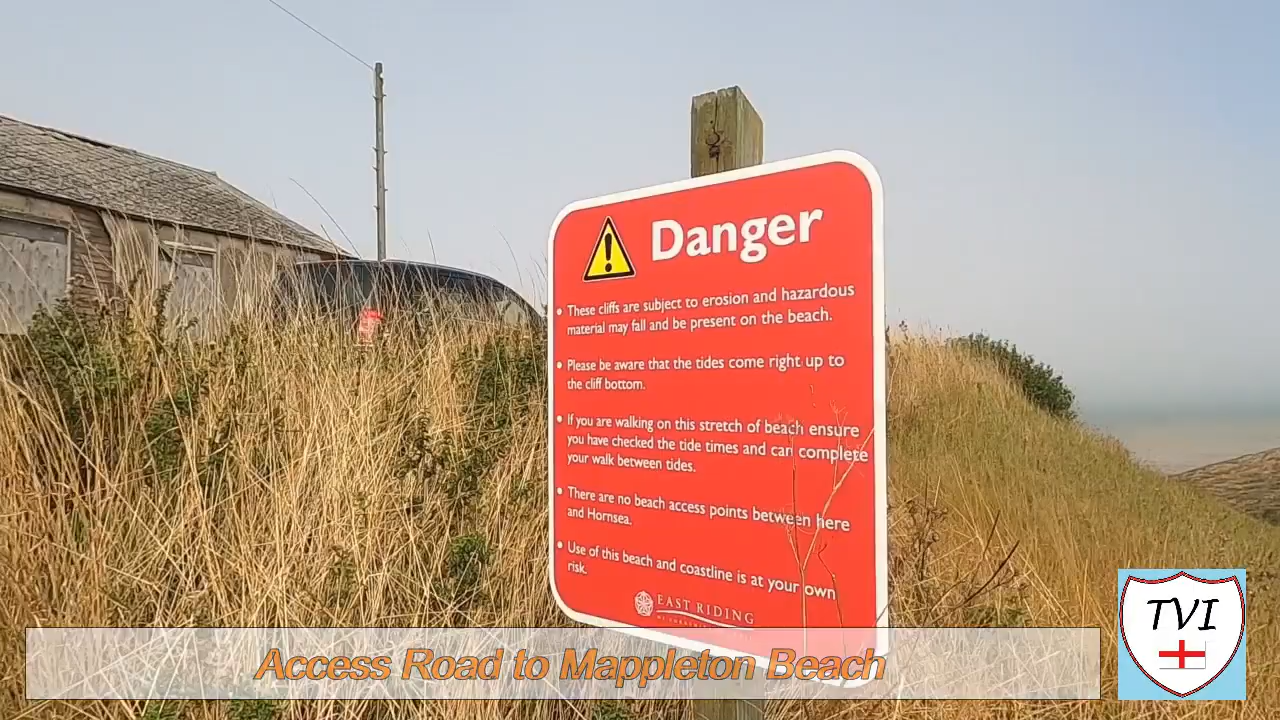 Danger
• These cliffs are subject to erosion and hazardous
material may fall and be present on the beach.
• Please be aware that the tides come right up to
the cliff bottom.
• If you are walking on this stretch of beach ensure
you have checked the tide times and can complete
your walk between tides.
• There are no beach access points between here
and Hornsea.
• Use of this beach and coastline is at your own
risk.
EAST RIDING
Access Road to Mappleton Beach
TVI